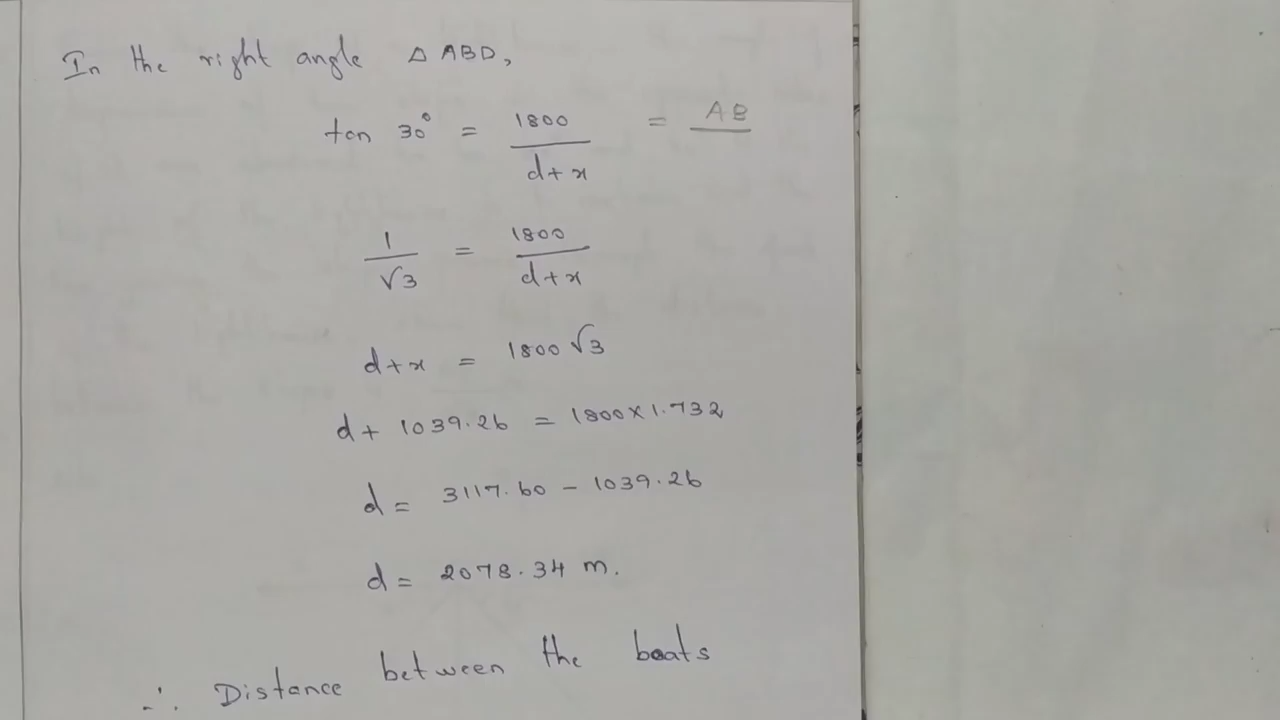 In the right angle △ ABD,
tan 30° = 1800 / d+x = AB
1 / √3 = 1800 / d+x
d+x = 1800 √3
d + 1039.26 = 1800 × 1.732
d = 3117.60 - 1039.26
d = 2078.34 m.
∴ Distance between the boats